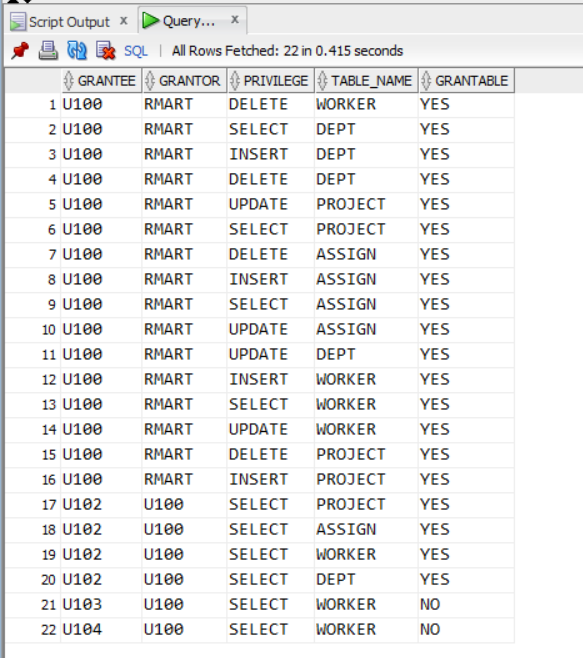 Script Output x Query... x
SQL | All Rows Fetched: 22 in 0.415 seconds
GRANTEE GRANTOR PRIVILEGE TABLE_NAME GRANTABLE
1 U100 RMART DELETE WORKER YES
2 U100 RMART SELECT DEPT YES
3 U100 RMART INSERT DEPT YES
4 U100 RMART DELETE DEPT YES
5 U100 RMART UPDATE PROJECT YES
6 U100 RMART SELECT PROJECT YES
7 U100 RMART DELETE ASSIGN YES
8 U100 RMART INSERT ASSIGN YES
9 U100 RMART SELECT ASSIGN YES
10 U100 RMART UPDATE ASSIGN YES
11 U100 RMART UPDATE DEPT YES
12 U100 RMART INSERT WORKER YES
13 U100 RMART SELECT WORKER YES
14 U100 RMART UPDATE WORKER YES
15 U100 RMART DELETE PROJECT YES
16 U100 RMART INSERT PROJECT YES
17 U102 U100 SELECT PROJECT YES
18 U102 U100 SELECT ASSIGN YES
19 U102 U100 SELECT WORKER YES
20 U102 U100 SELECT DEPT YES
21 U103 U100 SELECT WORKER NO
22 U104 U100 SELECT WORKER NO